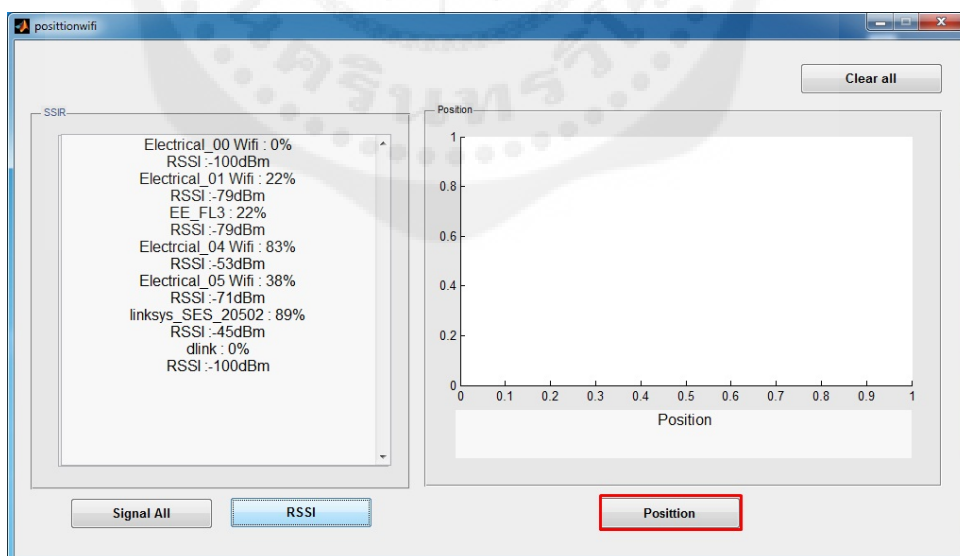 posittionwifi
Clear all
SSIR
Electrical_00 Wifi : 0%
RSSI :-100dBm
Electrical_01 Wifi : 22%
RSSI :-79dBm
EE_FL3 : 22%
RSSI :-79dBm
Electrcial_04 Wifi : 83%
RSSI :-53dBm
Electrical_05 Wifi : 38%
RSSI :-71dBm
linksys_SES_20502 : 89%
RSSI :-45dBm
dlink : 0%
RSSI :-100dBm
Signal All
RSSI
Position
1
0.8
0.6
0.4
0.2
0
0 0.1 0.2 0.3 0.4 0.5 0.6 0.7 0.8 0.9 1
Position
Posittion